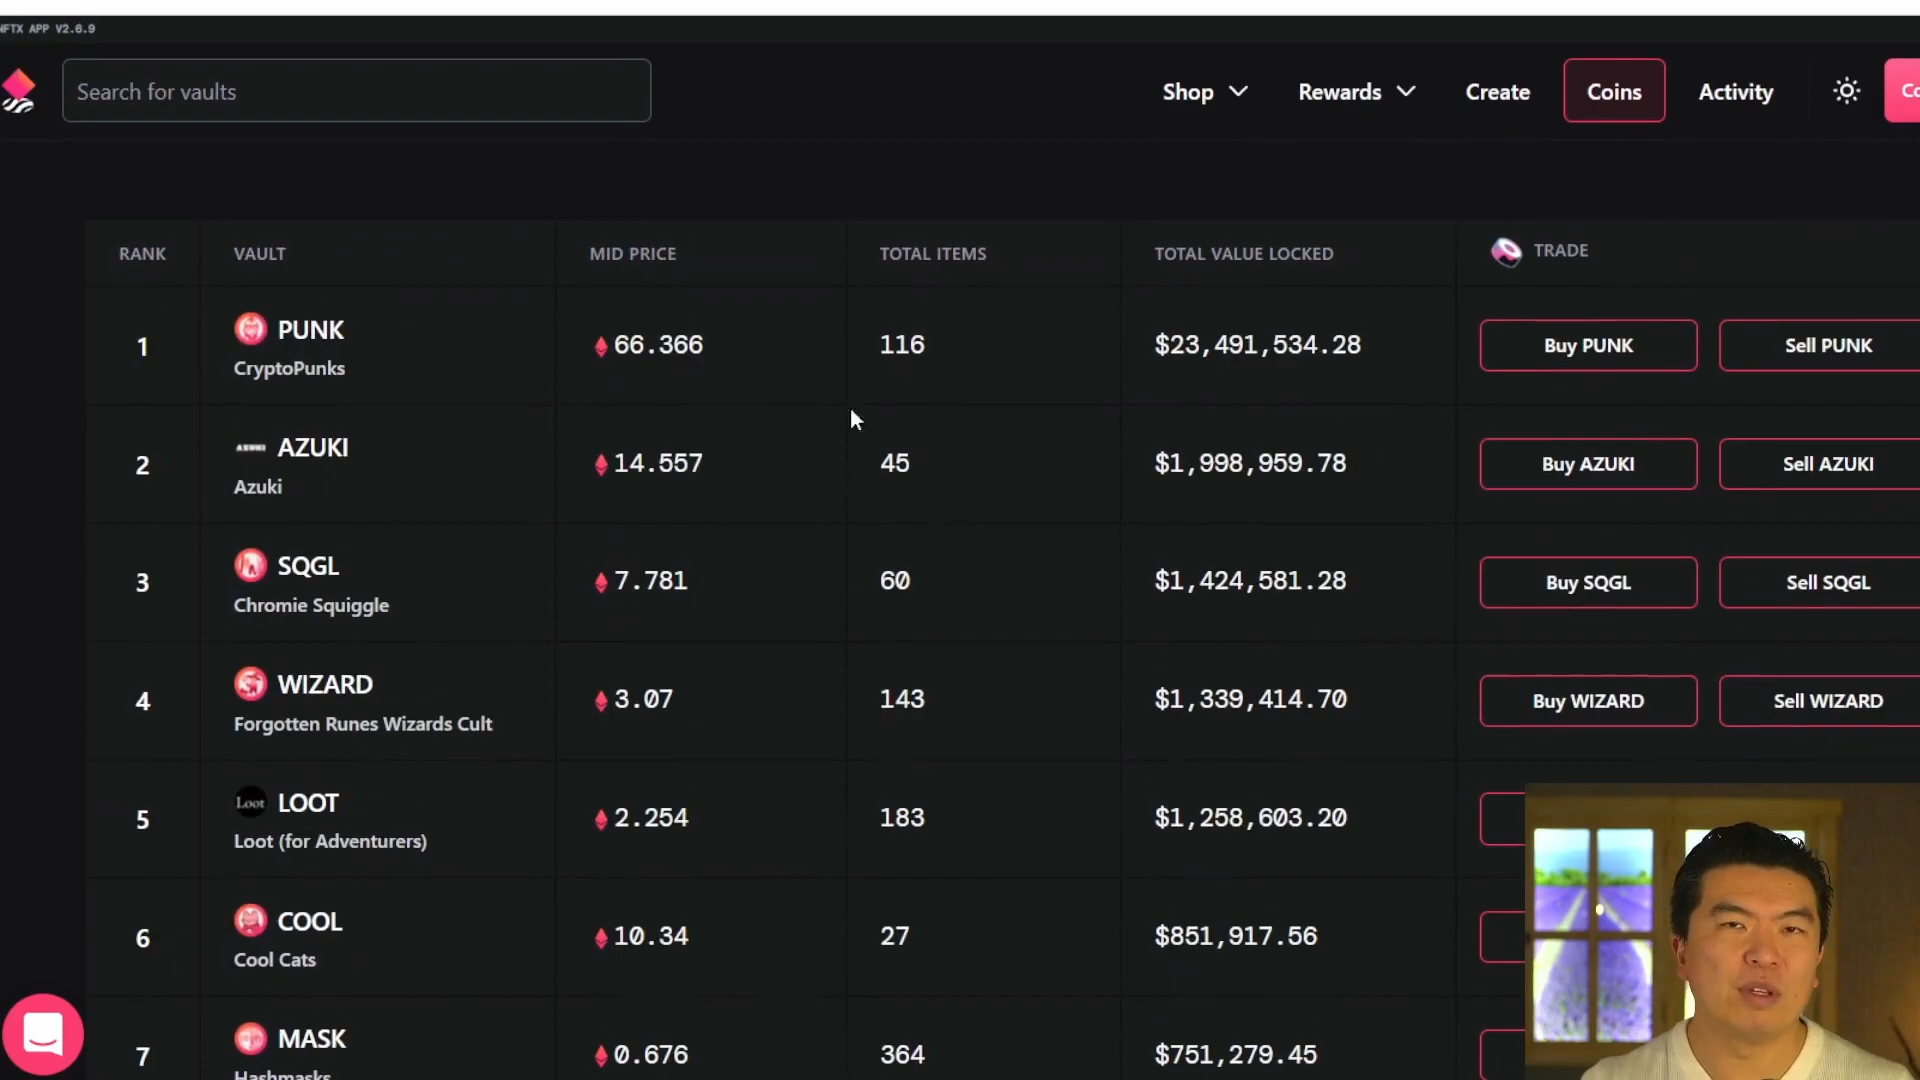 NFTX APP V2.6.9
Search for vaults
Shop
Rewards
Create
Coins
Activity
RANK VAULT MID PRICE TOTAL ITEMS TOTAL VALUE LOCKED TRADE
1 PUNK CryptoPunks 66.366 116 $23,491,534.28 Buy PUNK Sell PUNK
2 AZUKI AZUKI Azuki 14.557 45 $1,998,959.78 Buy AZUKI Sell AZUKI
3 SQGL Chromie Squiggle 7.781 60 $1,424,581.28 Buy SQGL Sell SQGL
4 WIZARD Forgotten Runes Wizards Cult 3.07 143 $1,339,414.70 Buy WIZARD Sell WIZARD
5 Loot LOOT Loot (for Adventurers) 2.254 183 $1,258,603.20
6 COOL Cool Cats 10.34 27 $851,917.56
7 MASK Hashmasks 0.676 364 $751,279.45